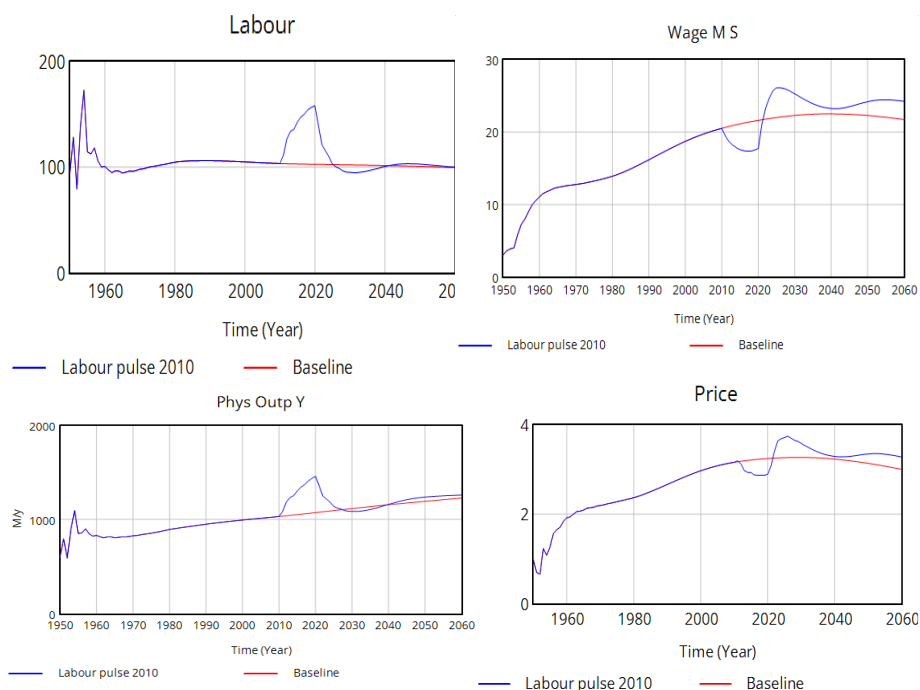 Labour
200
100
0
1960 1980 2000 2020 2040 20
Time (Year)
Labour pulse 2010 Baseline
Wage M S
30
20
10
0
1950 1960 1970 1980 1990 2000 2010 2020 2030 2040 2050 2060
Time (Year)
Labour pulse 2010 Baseline
Phys Outp Y
2000
1000
0
M/y
1950 1960 1970 1980 1990 2000 2010 2020 2030 2040 2050 2060
Time (Year)
Labour pulse 2010 Baseline
Price
4
2
0
1960 1980 2000 2020 2040 2060
Time (Year)
Labour pulse 2010 Baseline